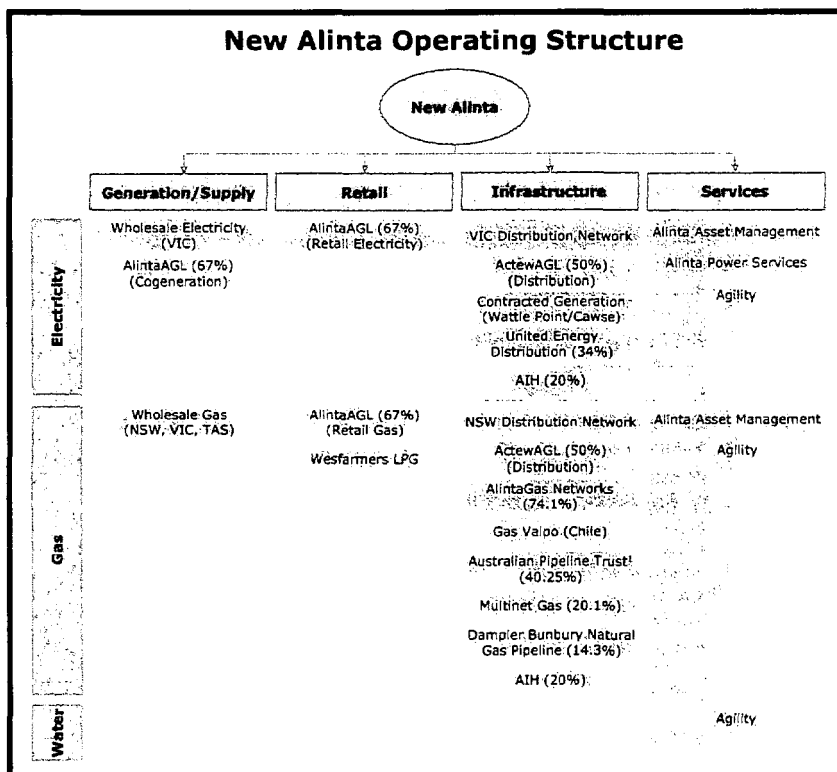 New Alinta Operating Structure
New Alinta
Generation/Supply
Retail
Infrastructure
Services
Electricity
Wholesale Electricity
(VIC)
AlintaAGL (67%)
(Cogeneration)
AlintaAGL (67%)
(Retail Electricity)
VIC Distribution Network
ActewAGL (50%)
(Distribution)
Contracted Generation
(Wattle Point/Cawse)
United Energy
Distribution (34%)
AIH (20%)
Alinta Asset Management
Alinta Power Services
Agility
Gas
Wholesale Gas
(NSW, VIC, TAS)
AlintaAGL (67%)
(Retail Gas)
Wesfarmers LPG
NSW Distribution Network
ActewAGL (50%)
(Distribution)
AlintaGas Networks
(74.1%)
Gas Valpo (Chile)
Australian Pipeline Trust¹
(40.25%)
Multinet Gas (20.1%)
Dampier Bunbury Natural
Gas Pipeline (14.3%)
AIH (20%)
Alinta Asset Management
Agility
Water
Agility